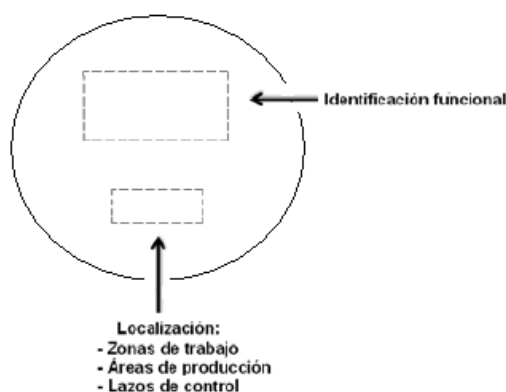 Identificación funcional
Localización:
- Zonas de trabajo
- Áreas de producción
- Lazos de control